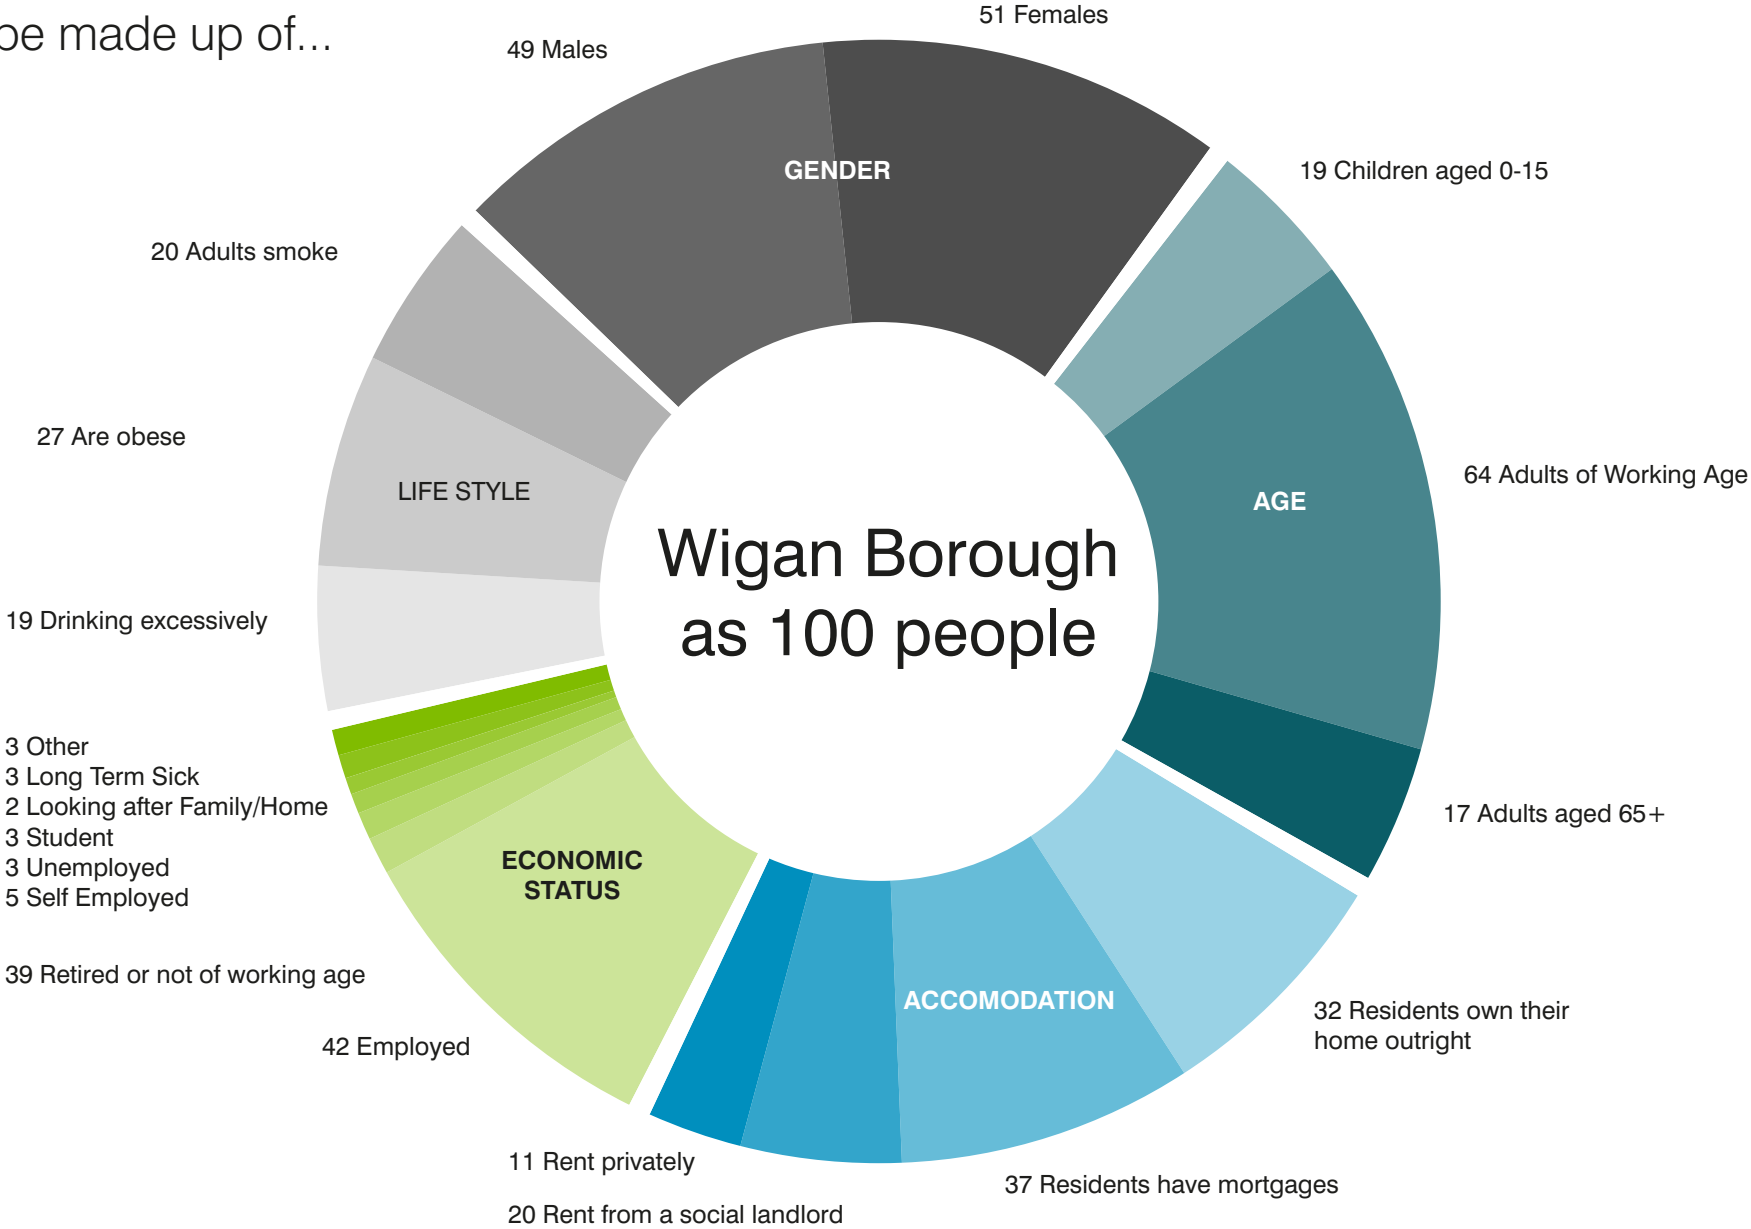 be made up of...
51 Females
49 Males
GENDER
19 Children aged 0-15
20 Adults smoke
27 Are obese
LIFE STYLE
64 Adults of Working Age
AGE
Wigan Borough
as 100 people
19 Drinking excessively
3 Other
3 Long Term Sick
2 Looking after Family/Home
3 Student
3 Unemployed
5 Self Employed
17 Adults aged 65+
ECONOMIC
STATUS
39 Retired or not of working age
42 Employed
ACCOMODATION
32 Residents own their
home outright
11 Rent privately
37 Residents have mortgages
20 Rent from a social landlord